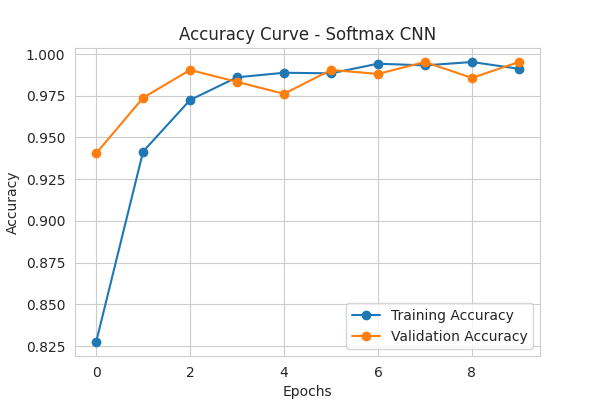 Accuracy Curve - Softmax CNN
1.000
0.975
0.950
0.925
0.900
0.875
0.850
0.825
Accuracy
0 2 4 6 8
Epochs
Training Accuracy
Validation Accuracy